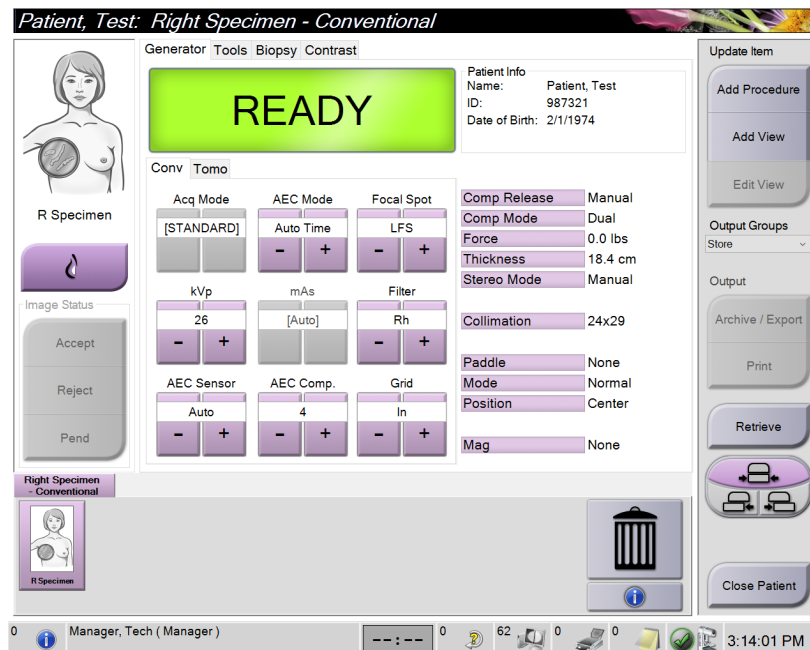 Patient, Test: Right Specimen - Conventional
Generator Tools Biopsy Contrast
READY
Patient Info
Name: Patient, Test
ID: 987321
Date of Birth: 2/1/1974
R Specimen
Image Status
Accept
Reject
Pend
Conv Tomo
Acq Mode AEC Mode Focal Spot
[STANDARD] Auto Time LFS
- + - +
kVp mAs Filter
26 [Auto] Rh
- + - +
AEC Sensor AEC Comp. Grid
Auto 4 In
- + - + - +
Comp Release Manual
Comp Mode Dual
Force 0.0 lbs
Thickness 18.4 cm
Stereo Mode Manual
Collimation 24x29
Paddle None
Mode Normal
Position Center
Mag None
Update Item
Add Procedure
Add View
Edit View
Output Groups
Store
Output
Archive / Export
Print
Retrieve
Close Patient
Right Specimen
- Conventional
R Specimen
0 Manager, Tech ( Manager ) --:-- 0 62 0 0 3:14:01 PM